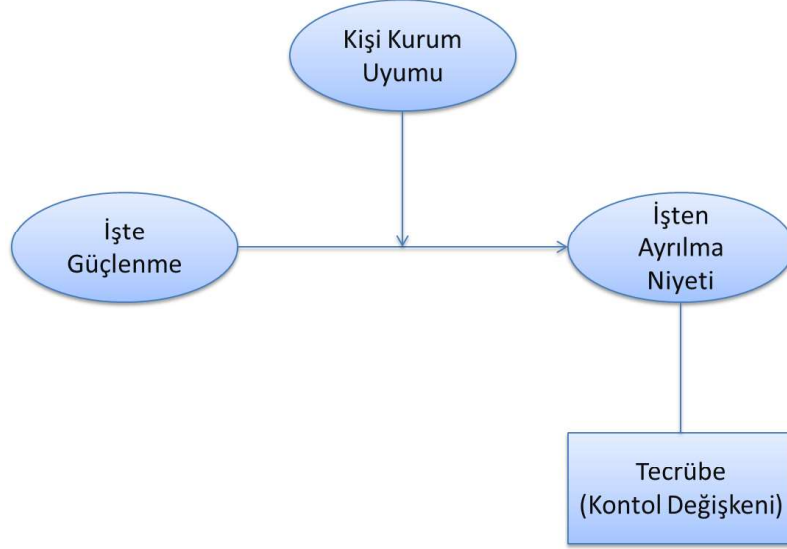 Kişi Kurum
Uyumu
İşte
Güçlenme
İşten
Ayrılma
Niyeti
Tecrübe
(Kontol Değişkeni)